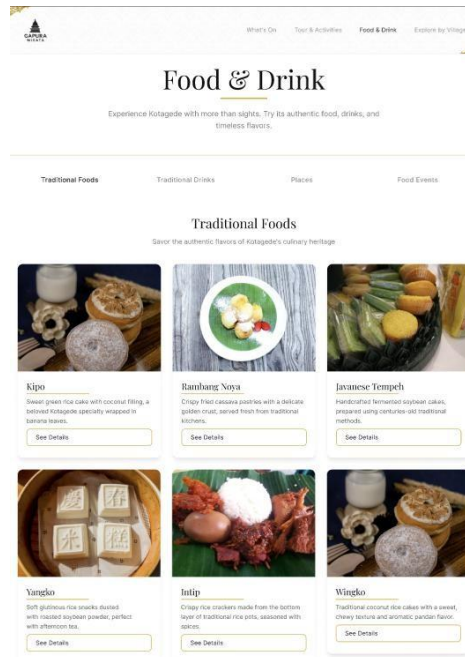 GAPURA
WISATA
What's On
Tour & Activities
Food & Drink
Explore by Village
Food & Drink
Experience Kotagede with more than sights. Try its authentic food, drinks, and
timeless flavors.
Traditional Foods
Traditional Drinks
Places
Food Events
Traditional Foods
Savor the authentic flavors of Kotagede's culinary heritage
Kipo
Sweet green rice cake with coconut filling, a
beloved Kotagede specialty wrapped in
banana leaves.
See Details
Rambang Noya
Crispy fried cassava pastries with a delicate
golden crust, served fresh from traditional
kitchens.
See Details
Javanese Tempeh
Handcrafted fermented soybean cakes,
prepared using centuries-old traditional
methods.
See Details
Yangko
Soft glutinous rice snacks dusted
with roasted soybean powder, perfect
with afternoon tea.
See Details
Intip
Crispy rice crackers made from the bottom
layer of traditional rice pots, seasoned with
spices.
See Details
Wingko
Traditional coconut rice cakes with a sweet,
chewy texture and aromatic pandan flavor.
See Details